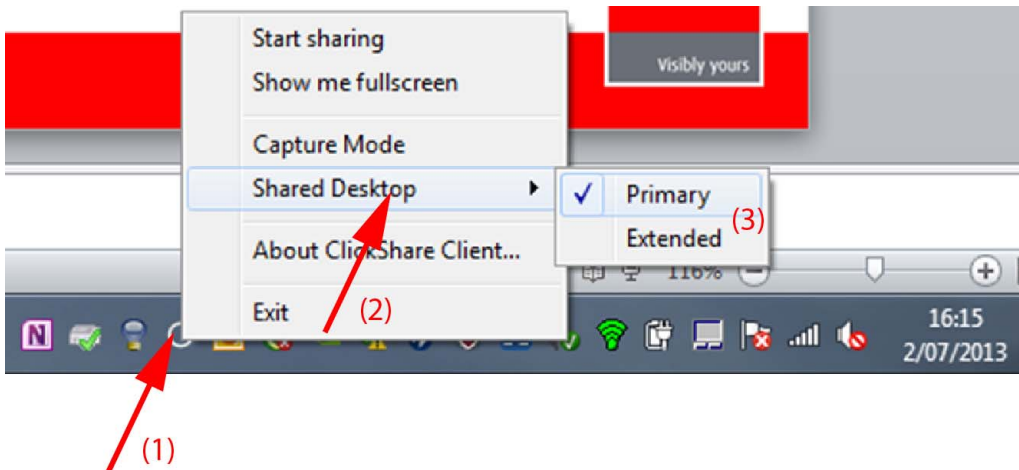 Start sharing
Visibly yours
Show me fullscreen
Capture Mode
Shared Desktop
Primary
(3)
Extended
About ClickShare Client...
116%
Exit
(2)
N
16:15
2/07/2013
(1)